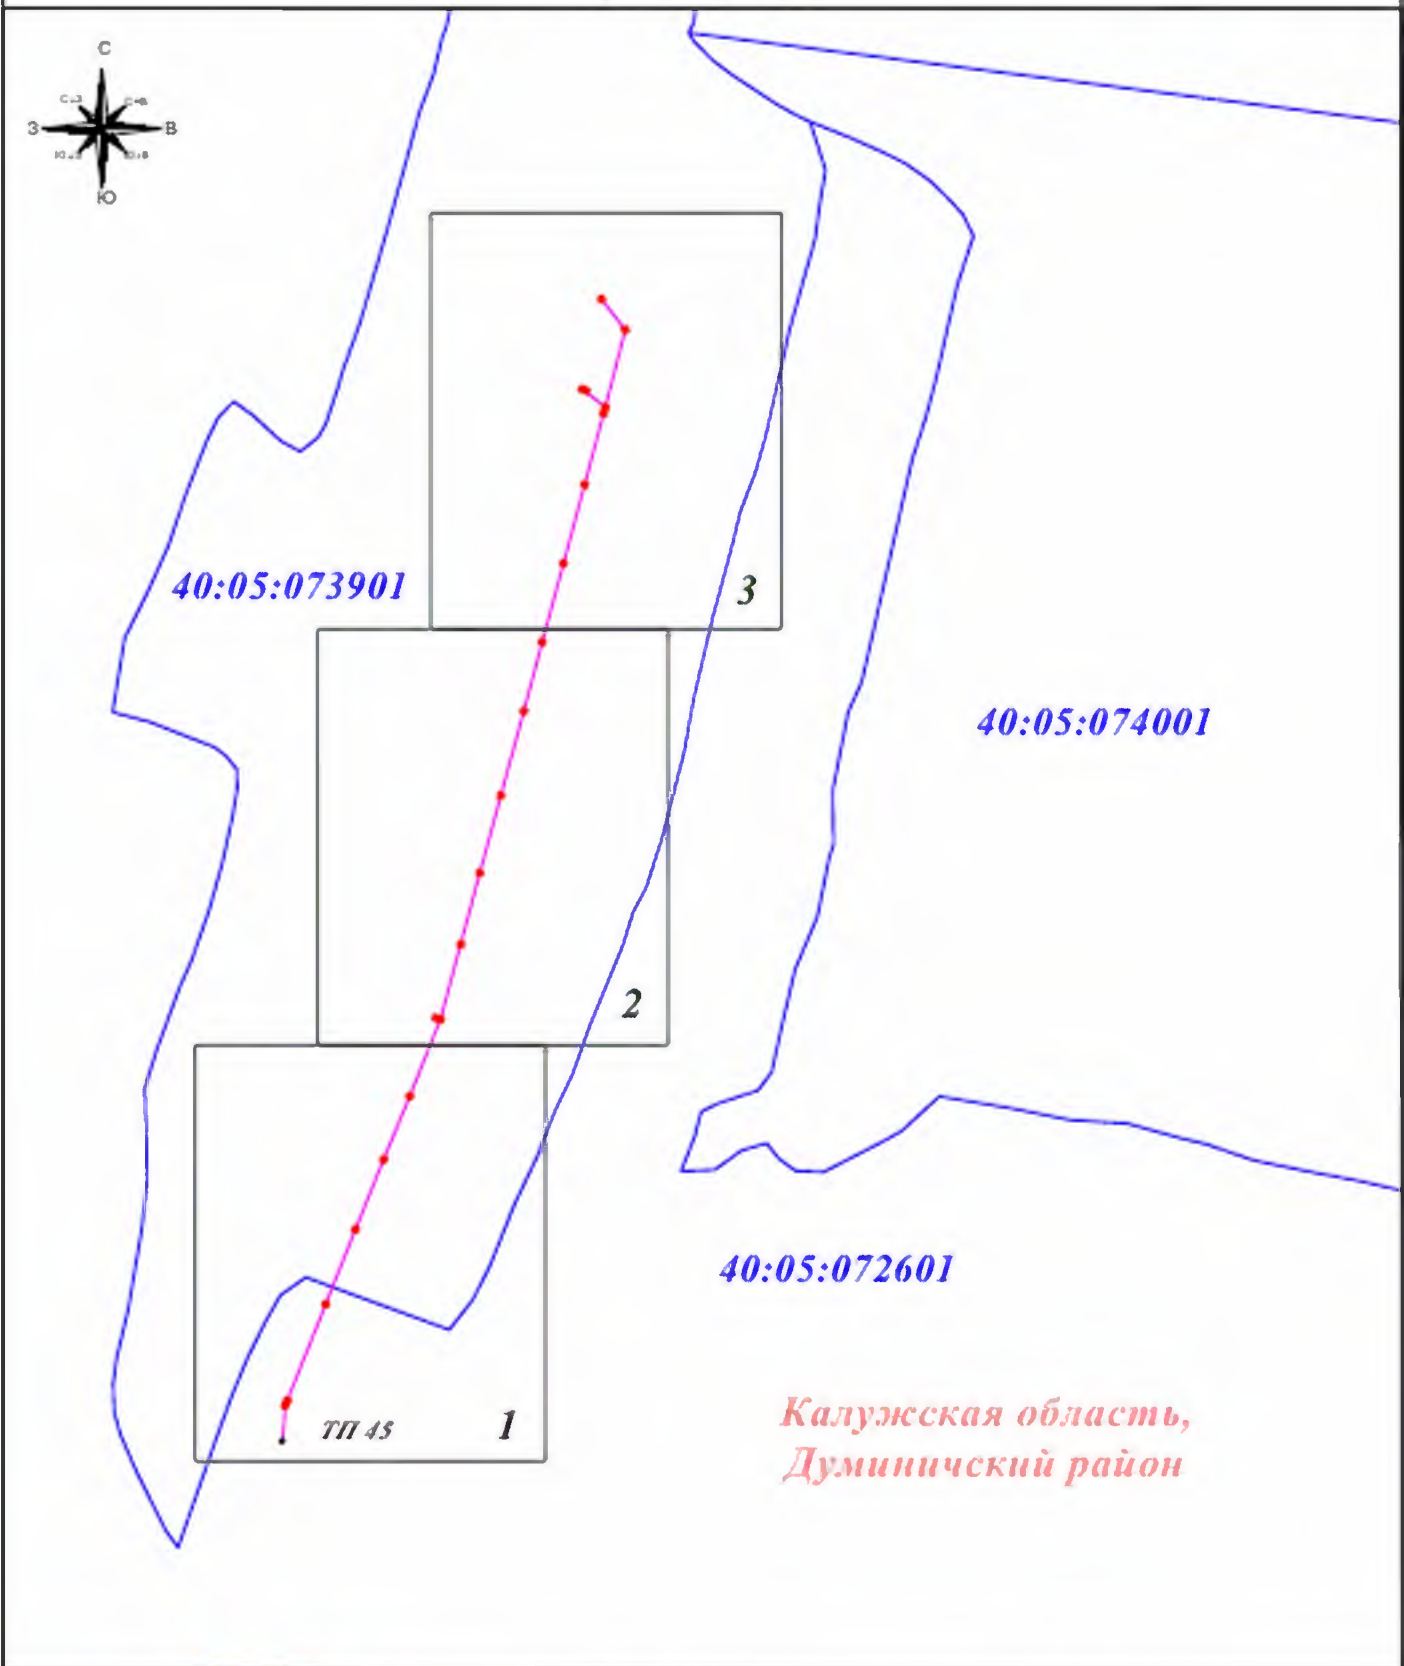 С
С-З
С-В
З
В
Ю-З
Ю-В
Ю
40:05:073901
3
40:05:074001
2
40:05:072601
ТП 45
1
Калужская область,
Думиничский район